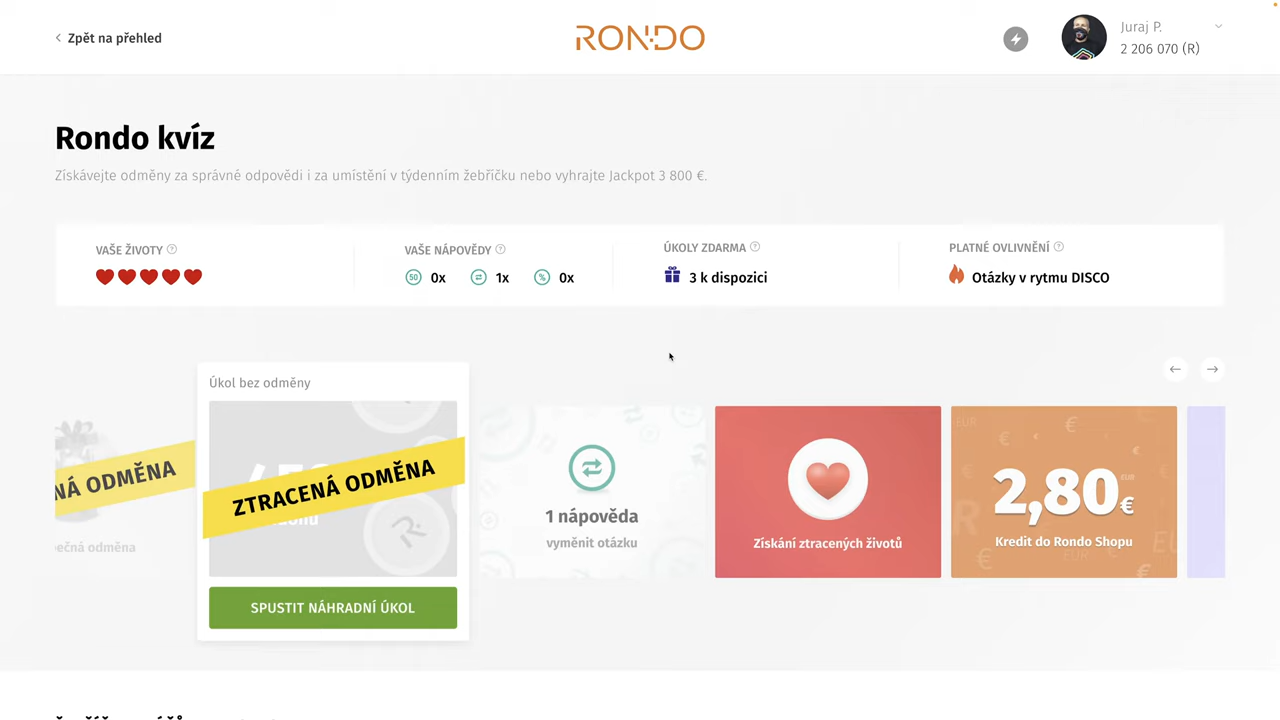 Zpět na přehled
RONDO
Juraj P.
2 206 070 (R)
Rondo kvíz
Získávejte odměny za správné odpovědi i za umístění v týdenním žebříčku nebo vyhrajte Jackpot 3 800 €.
VAŠE ŽIVOTY
VAŠE NÁPOVĚDY
50 0x
1x
% 0x
ÚKOLY ZDARMA
3 k dispozici
PLATNÉ OVLIVNĚNÍ
Otázky v rytmu DISCO
NÁ ODMĚNA
ečná odměna
Úkol bez odměny
ZTRACENÁ ODMĚNA
SPUSTIT NÁHRADNÍ ÚKOL
1 nápověda
vyměnit otázku
Získání ztracených životů
2,80 €
EUR
Kredit do Rondo Shopu